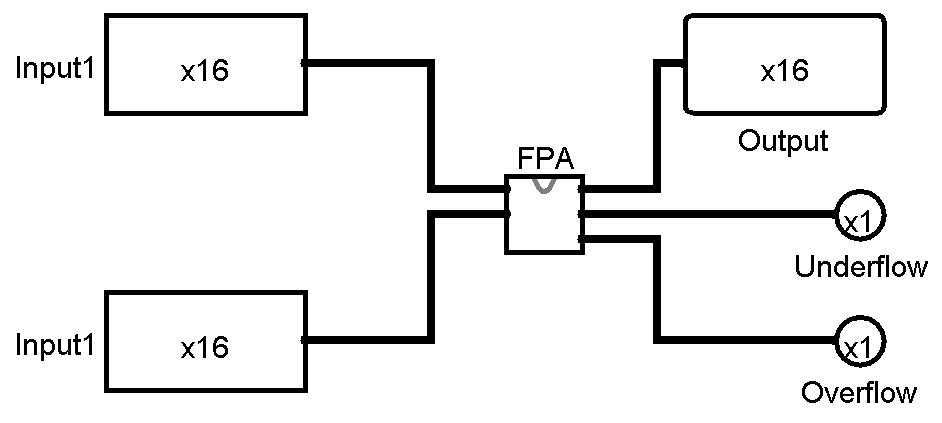 Input1
x16
x16
Output
FPA
x1
Underflow
Input1
x16
x1
Overflow